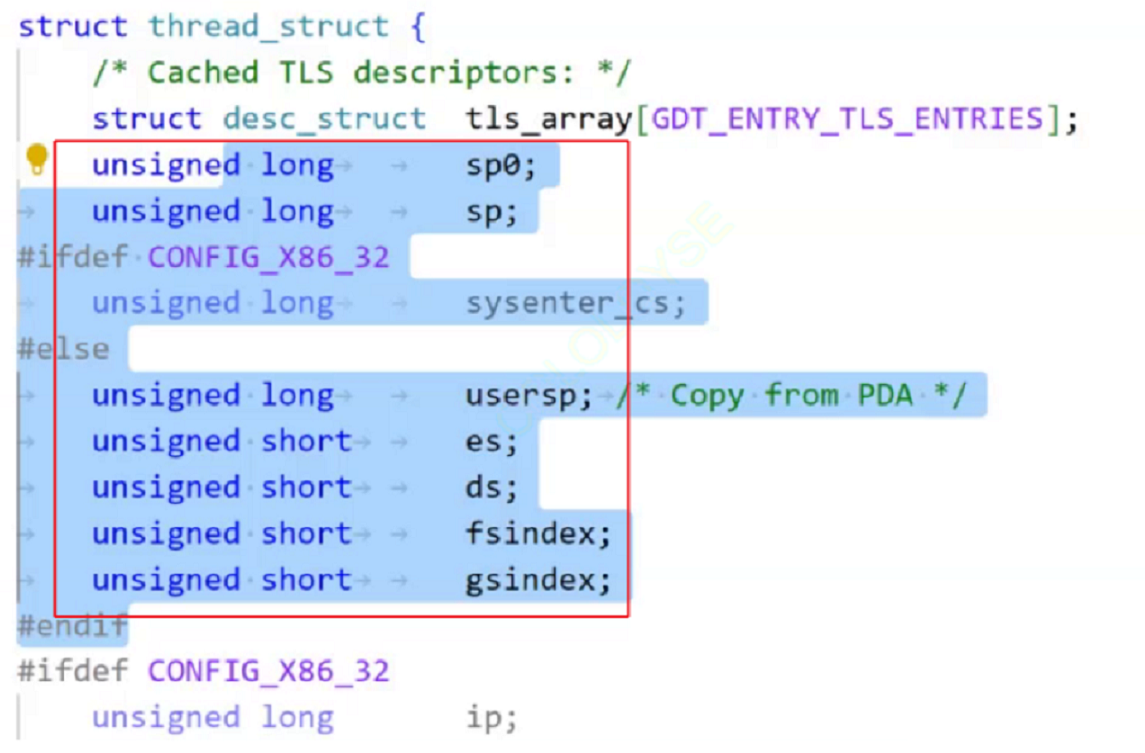 struct thread_struct {
/* Cached TLS descriptors: */
struct desc_struct tls_array[GDT_ENTRY_TLS_ENTRIES];
unsigned long sp0;
unsigned long sp;
#ifdef CONFIG_X86_32
unsigned long sysenter_cs;
#else
unsigned long usersp; /* Copy from PDA */
unsigned short es;
unsigned short ds;
unsigned short fsindex;
unsigned short gsindex;
#endif
#ifdef CONFIG_X86_32
unsigned long ip;